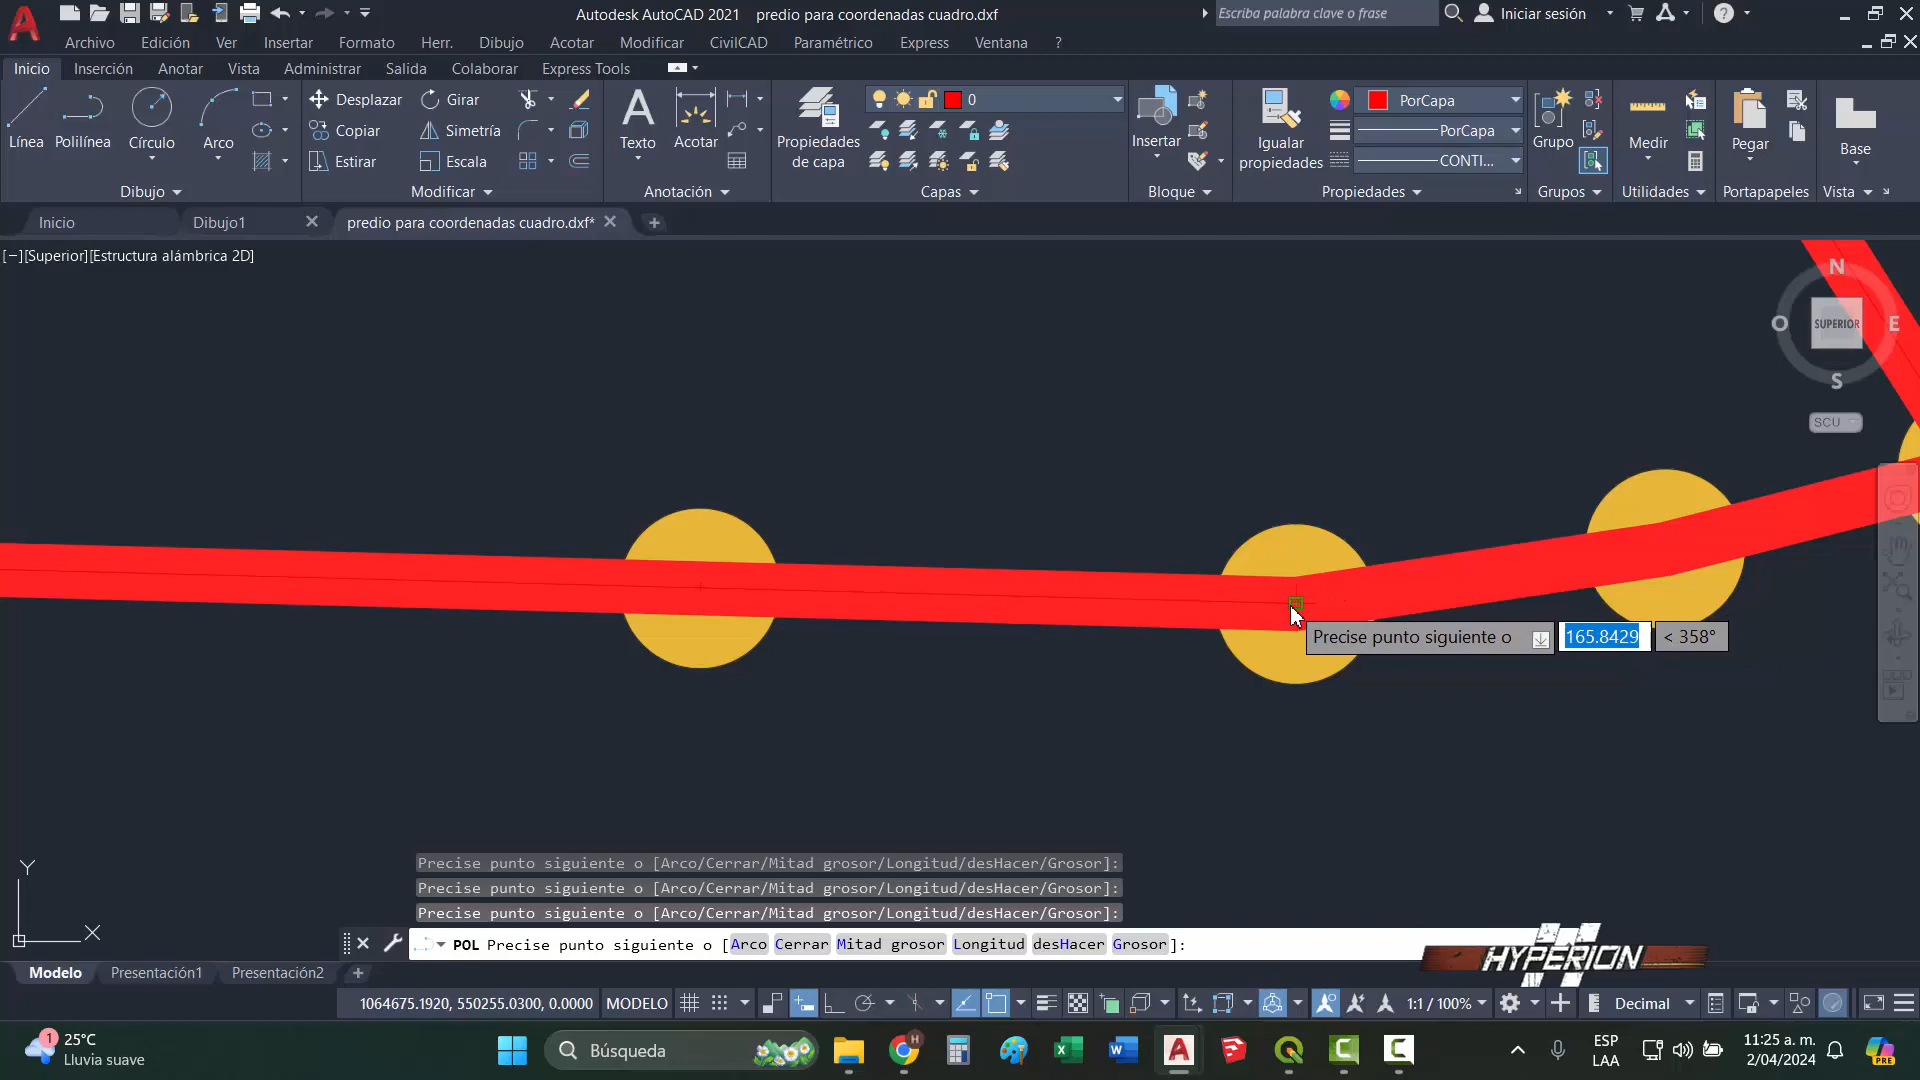 Autodesk AutoCAD 2021 predio para coordenadas cuadro.dxf
Escriba palabra clave o frase
Iniciar sesión
Archivo Edición Ver Insertar Formato Herr. Dibujo Acotar Modificar CivilCAD Paramétrico Express Ventana ?
Inicio Inserción Anotar Vista Administrar Salida Colaborar Express Tools
Línea Polilínea Círculo Arco
Desplazar Girar
Copiar Simetría
Estirar Escala
Texto Acotar
Propiedades de capa
0
Insertar
Igualar propiedades
PorCapa
PorCapa
CONTI...
Grupo
Medir
Pegar
Base
Dibujo Modificar Anotación Capas Bloque Propiedades Grupos Utilidades Portapapeles Vista
Inicio Dibujo1 predio para coordenadas cuadro.dxf*
[−][Superior][Estructura alámbrica 2D]
N
O SUPERIOR E
S
SCU
Precise punto siguiente o 165.8429 < 358°
Precise punto siguiente o [Arco/Cerrar/Mitad grosor/Longitud/desHacer/Grosor]:
Precise punto siguiente o [Arco/Cerrar/Mitad grosor/Longitud/desHacer/Grosor]:
Precise punto siguiente o [Arco/Cerrar/Mitad grosor/Longitud/desHacer/Grosor]:
Y
X
POL Precise punto siguiente o [Arco Cerrar Mitad grosor Longitud desHacer Grosor]:
HYPERION
Modelo Presentación1 Presentación2
1064675.1920, 550255.0300, 0.0000 MODELO 1:1 / 100% Decimal
1
25°C
Lluvia suave
Búsqueda
ESP
LAA
11:25 a. m.
2/04/2024
PRE